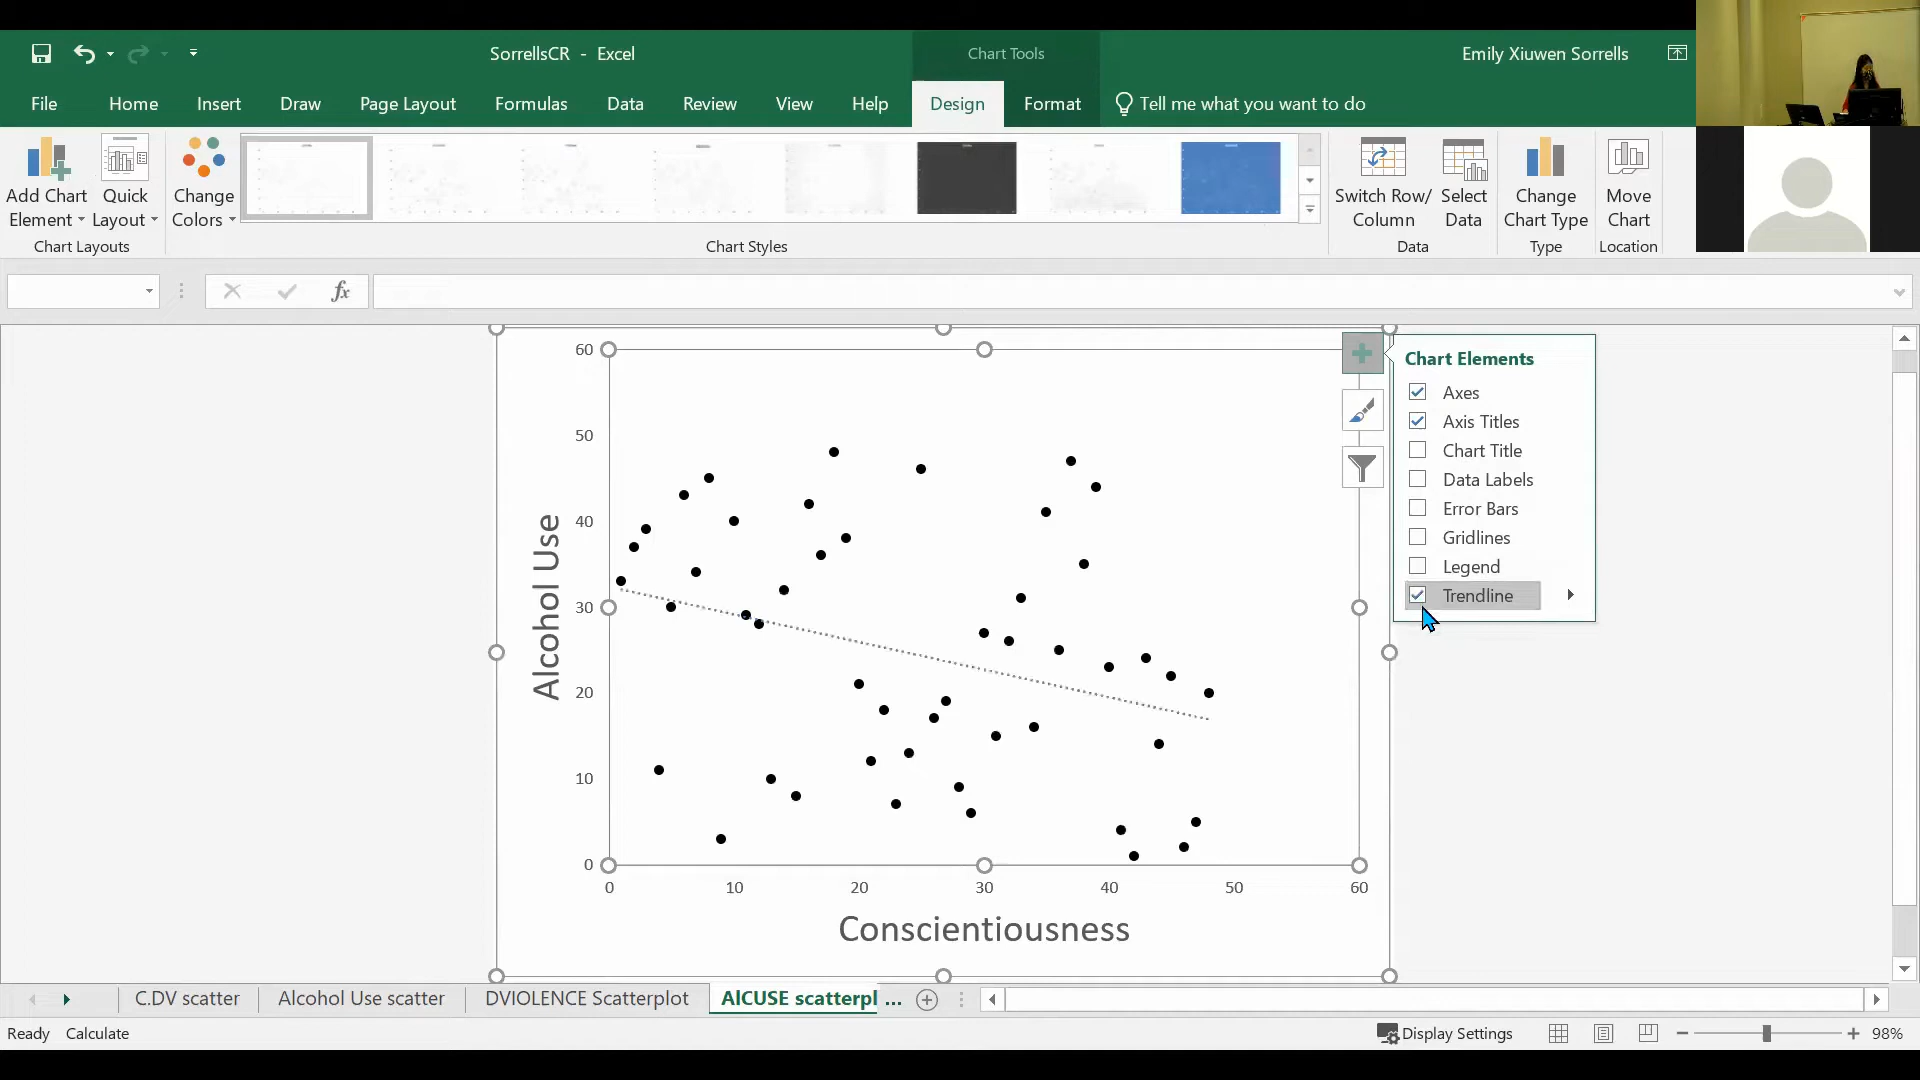 SorrellsCR - Excel
Chart Tools
Emily Xiuwen Sorrells
File Home Insert Draw Page Layout Formulas Data Review View Help Design Format Tell me what you want to do
Add Chart Element
Quick Layout
Change Colors
Switch Row/ Column
Select Data
Change Chart Type
Move Chart
Chart Layouts
Chart Styles
Data
Type
Location
fx
60
50
40
30
20
10
0
Alcohol Use
0 10 20 30 40 50 60
Conscientiousness
Chart Elements
Axes
Axis Titles
Chart Title
Data Labels
Error Bars
Gridlines
Legend
Trendline
C.DV scatter Alcohol Use scatter DVIOLENCE Scatterplot AlCUSE scatterpl ...
Ready Calculate
Display Settings
98%